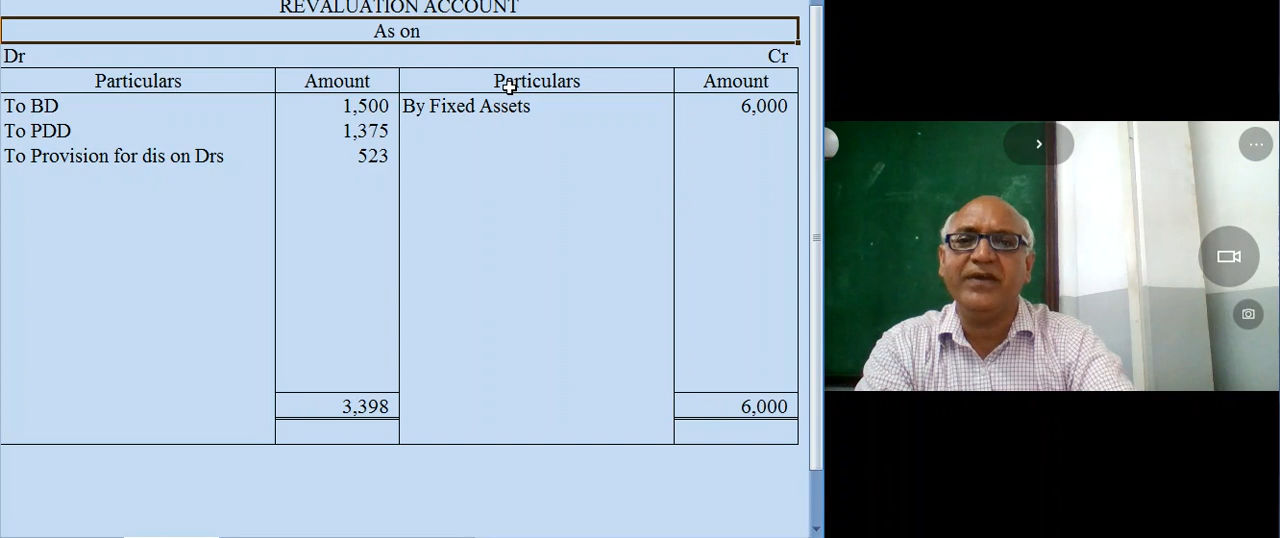 REVALUATION ACCOUNT
As on
Dr Cr
Particulars Amount Particulars Amount
To BD 1,500 By Fixed Assets 6,000
To PDD 1,375
To Provision for dis on Drs 523
3,398 6,000